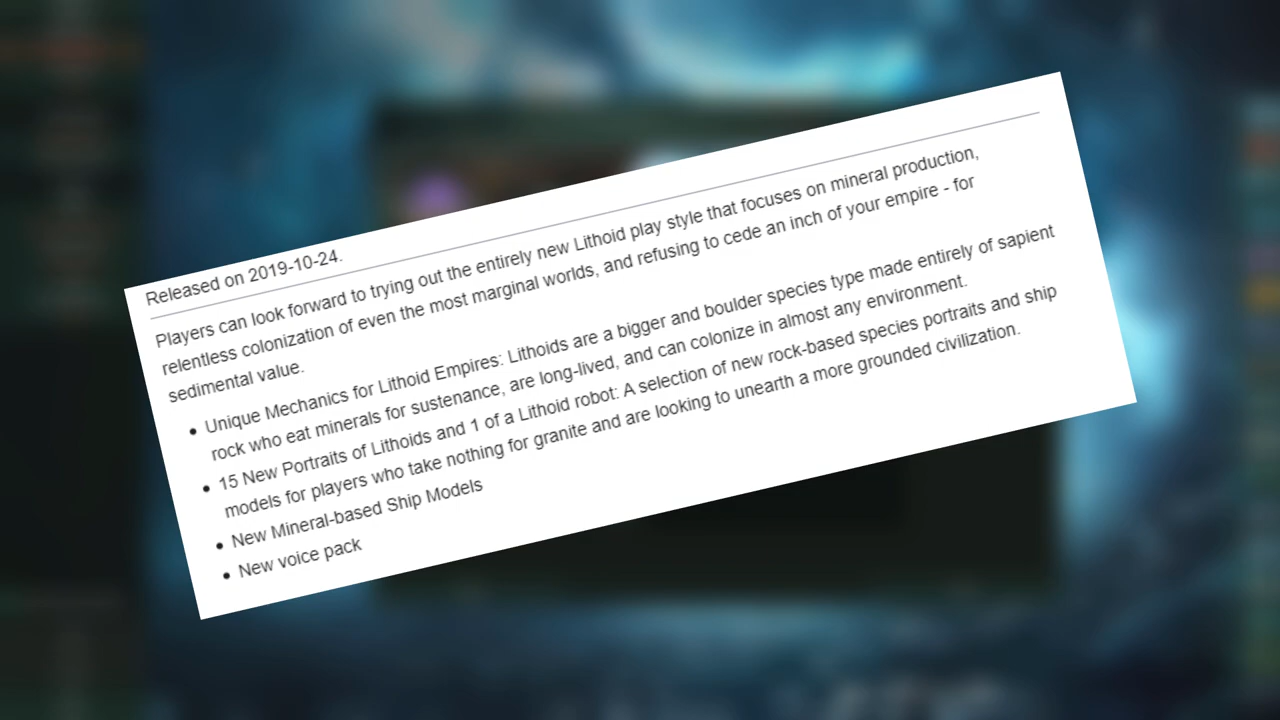 Released on 2019-10-24.
Players can look forward to trying out the entirely new Lithoid play style that focuses on mineral production,
relentless colonization of even the most marginal worlds, and refusing to cede an inch of your empire - for
sedimental value.
• Unique Mechanics for Lithoid Empires: Lithoids are a bigger and boulder species type made entirely of sapient
rock who eat minerals for sustenance, are long-lived, and can colonize in almost any environment.
• 15 New Portraits of Lithoids and 1 of a Lithoid robot: A selection of new rock-based species portraits and ship
models for players who take nothing for granite and are looking to unearth a more grounded civilization.
• New Mineral-based Ship Models
• New voice pack